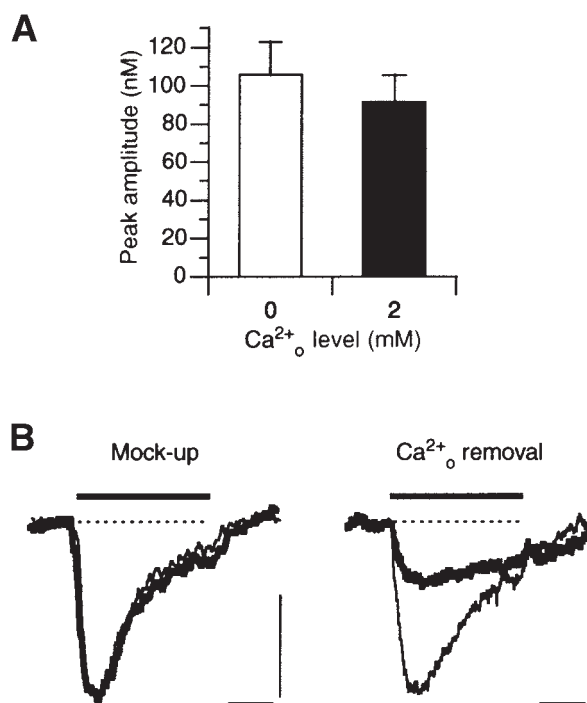 A
Peak amplitude (nM)
120
100
80
60
40
20
0
0
2
Ca²⁺ₒ level (mM)
B
Mock-up
Ca²⁺ₒ removal